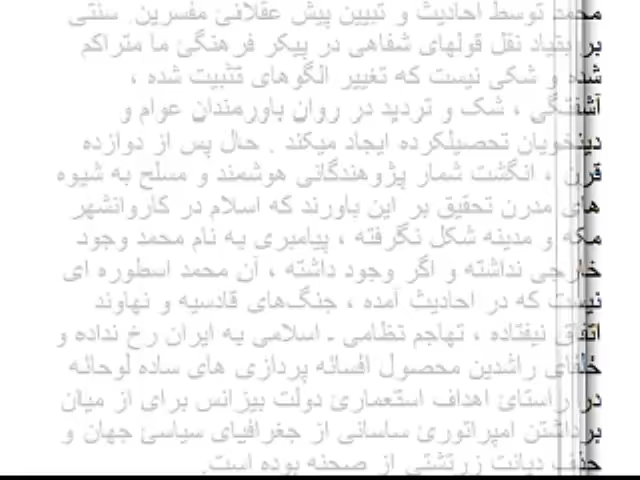 محمد توسط احادیث و تبیین پیش عقلانی مفسرین. سنتی
بر بنیاد نقل قولهای شفاهی در پیکر فرهنگی ما متراکم
شده و شکی نیست که تغییر الگوهای تثبیت شده ،
آشفتگی ، شک و تردید در روان باورمندان عوام و
دینخویان تحصیلکرده ایجاد میکند . حال پس از دوازده
قرن ، انگشت شمار پژوهندگانی هوشمند و مسلح به شیوه
های مدرن تحقیق بر این باورند که اسلام در کاروانشهر
مکه و مدینه شکل نگرفته ، پیامبری به نام محمد وجود
خارجی نداشته و اگر وجود داشته ، آن محمد اسطوره ای
نیست که در احادیث آمده ، جنگ‌های قادسیه و نهاوند
اتفاق نیفتاده ، تهاجم نظامی ـ اسلامی به ایران رخ نداده و
خلفای راشدین محصول افسانه پردازی های ساده لوحانه
در راستای اهداف استعماری دولت بیزانس برای از میان
برداشتن امپراتوری ساسانی از جغرافیای سیاسی جهان و
حذف دیانت زرتشتی از صحنه بوده است.